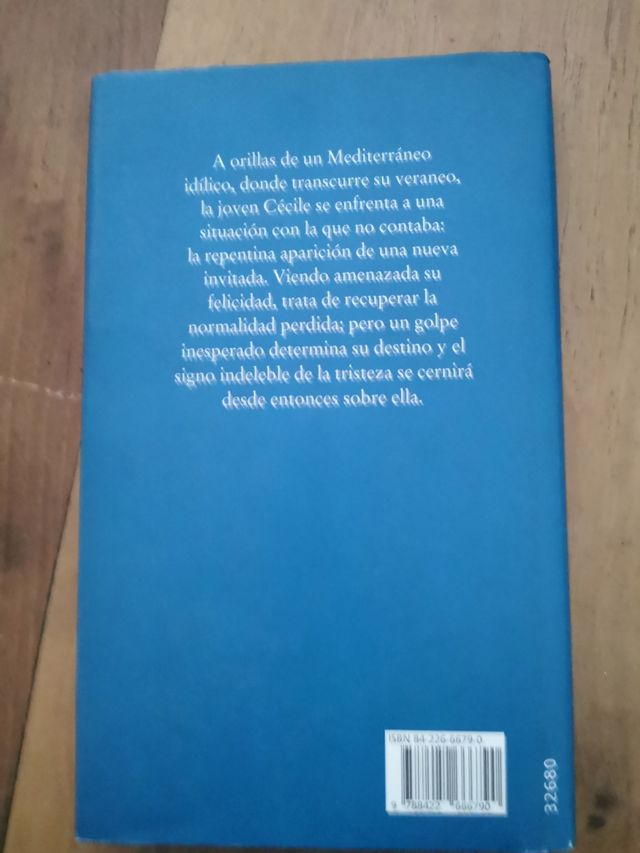 A orillas de un Mediterráneo
idílico, donde transcurre su veraneo,
la joven Cécile se enfrenta a una
situación con la que no contaba:
la repentina aparición de una nueva
invitada. Viendo amenazada su
felicidad, trata de recuperar la
normalidad perdida; pero un golpe
inesperado determina su destino y el
signo indeleble de la tristeza se cernirá
desde entonces sobre ella.
ISBN 84-226-6679-0
9 788422 666790
32680